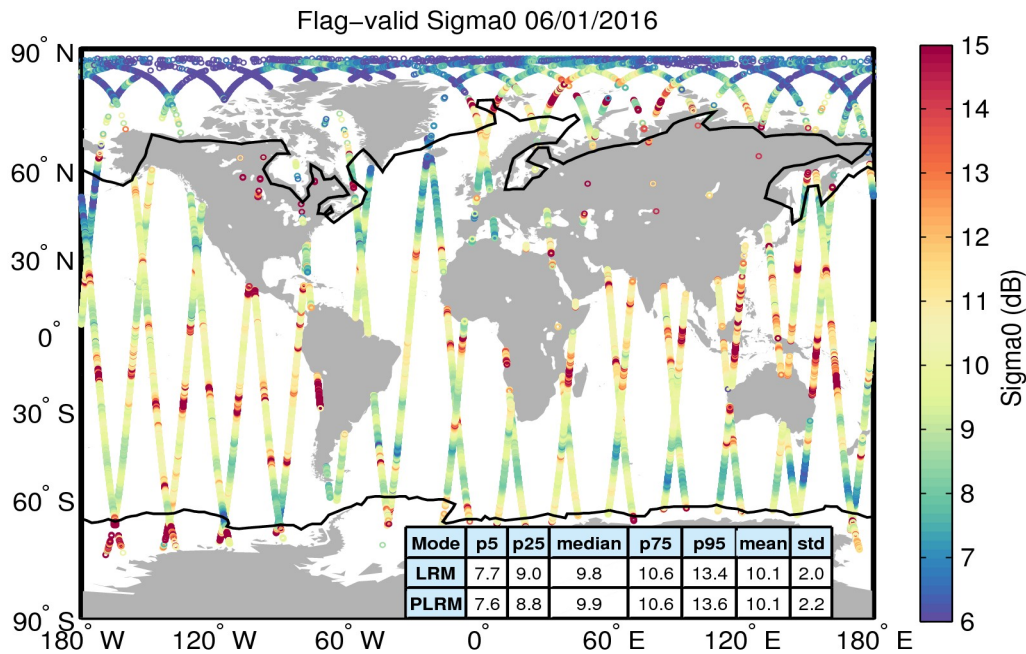 Flag−valid Sigma0 06/01/2016
90° N
60° N
30° N
0°
30° S
60° S
90° S
180° W
120° W
60° W
0°
60° E
120° E
180° E
Mode p5 p25 median p75 p95 mean std
LRM 7.7 9.0 9.8 10.6 13.4 10.1 2.0
PLRM 7.6 8.8 9.9 10.6 13.6 10.1 2.2
15
14
13
12
11
10
9
8
7
6
Sigma0 (dB)